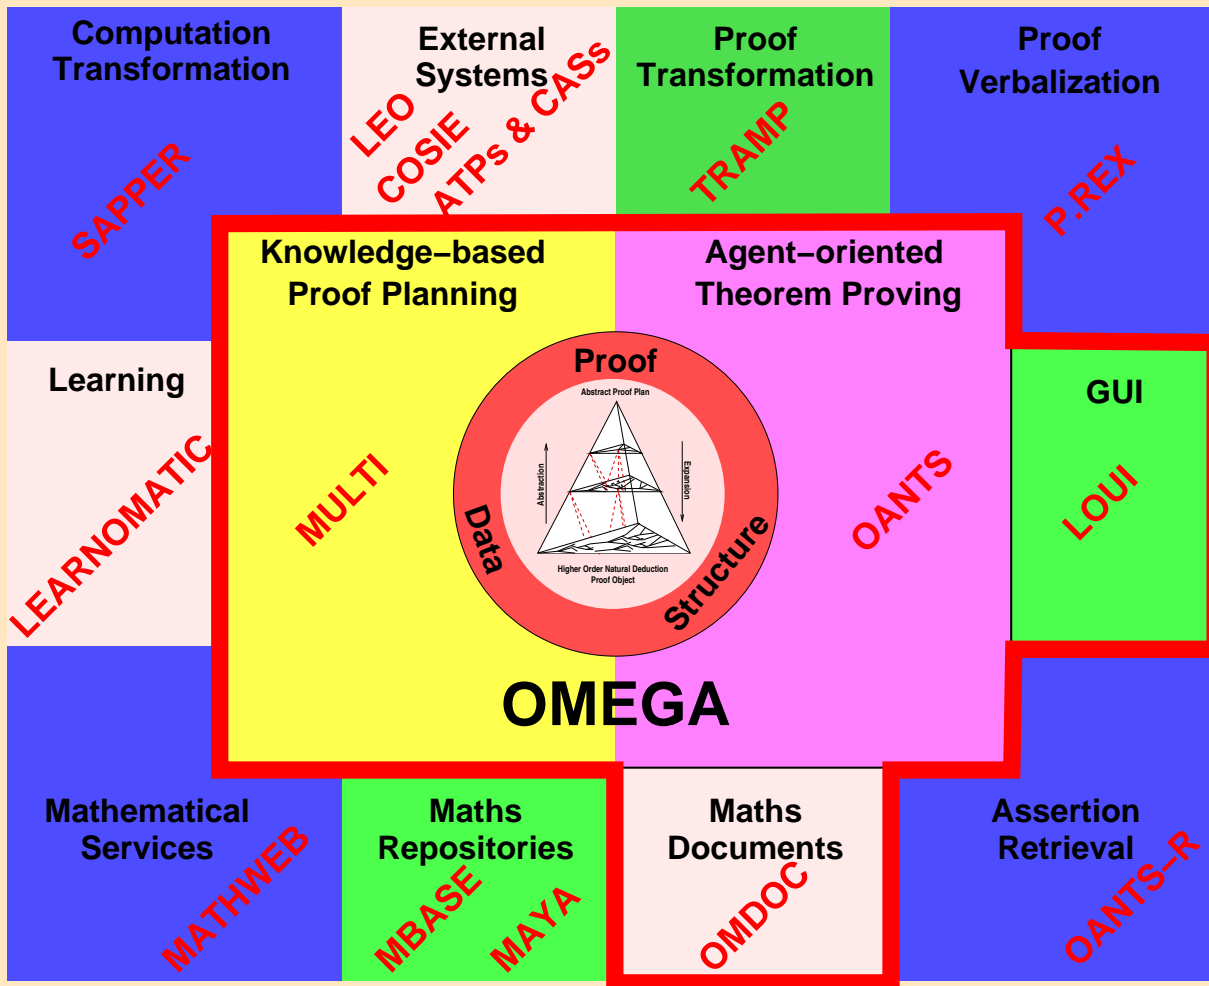 Computation
Transformation
SAPPER
External
Systems
LEO
COSIE
ATPs & CASs
Proof
Transformation
TRAMP
Proof
Verbalization
P.REX
Knowledge–based
Proof Planning
MULTI
Agent–oriented
Theorem Proving
OANTS
Learning
LEARNOMATIC
Proof
Data
Structure
Abstract Proof Plan
Abstraction
Expansion
Higher Order Natural Deduction
Proof Object
GUI
LOUI
OMEGA
Mathematical
Services
MATHWEB
Maths
Repositories
MBASE
MAYA
Maths
Documents
OMDOC
Assertion
Retrieval
OANTS–R